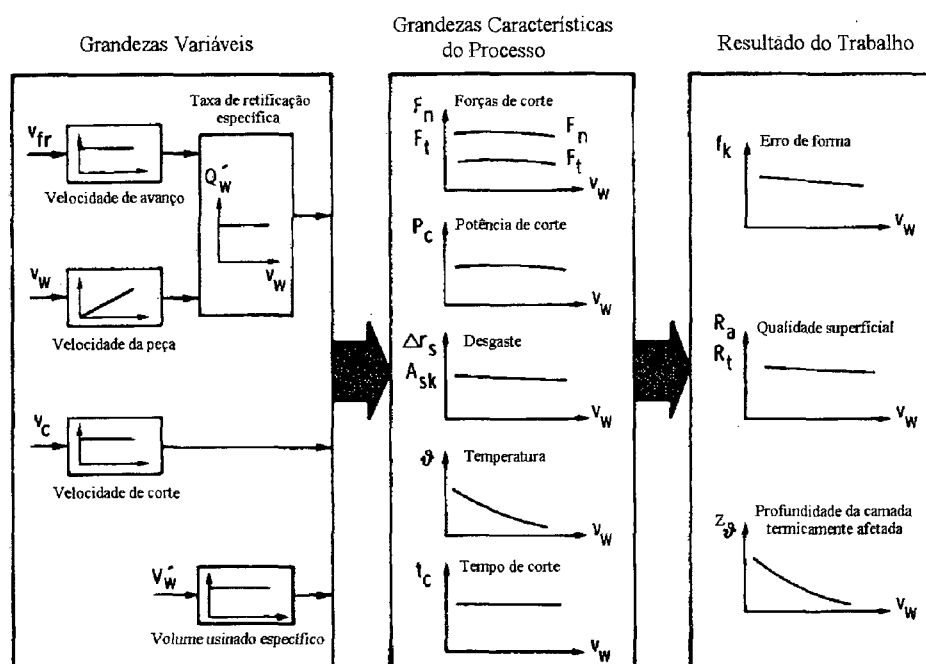 Grandezas Variáveis
Taxa de retificação
específica
v_fr
Velocidade de avanço
Q'_w
v_w
v_w
Velocidade da peça
v_c
Velocidade de corte
V'_w
Volume usinado específico
Grandezas Características
do Processo
Forças de corte
F_n
F_t
F_n
F_t
v_w
P_c
Potência de corte
v_w
Desgaste
Δr_s
A_sk
v_w
ϑ
Temperatura
v_w
t_c
Tempo de corte
v_w
Resultado do Trabalho
f_k
Erro de forma
v_w
R_a
R_t
Qualidade superficial
v_w
Z_ϑ
Profundidade da camada
termicamente afetada
v_w